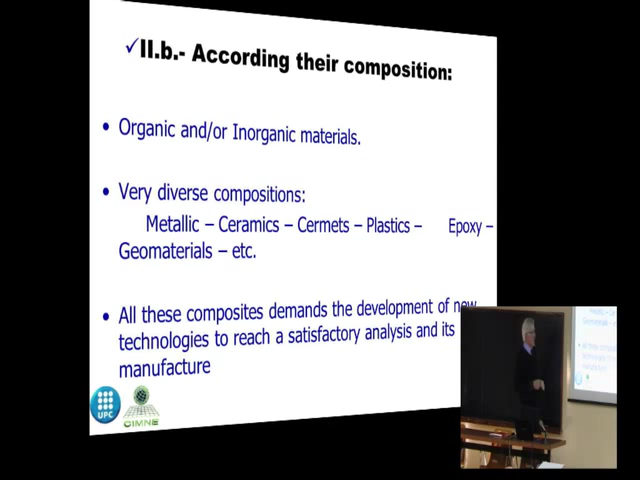 ✓II.b.- According their composition:
• Organic and/or Inorganic materials.
• Very diverse compositions:
Metallic – Ceramics – Cermets – Plastics – Epoxy –
Geomaterials – etc.
• All these composites demands the development of new
technologies to reach a satisfactory analysis and its
manufacture
UPC
CIMNE